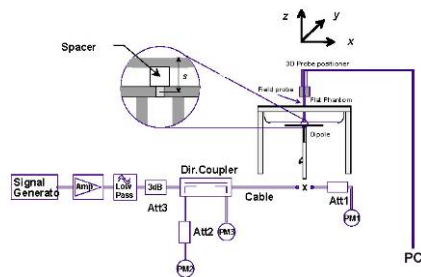 z
y
x
Spacer
s
3D Probe positioner
Field probe
Flat Phantom
Dipole
Signal
Generato
Amp
Low
Pass
3dB
Att3
Dir.Coupler
Cable
x
Att1
PM1
PM3
Att2
PM2
PC